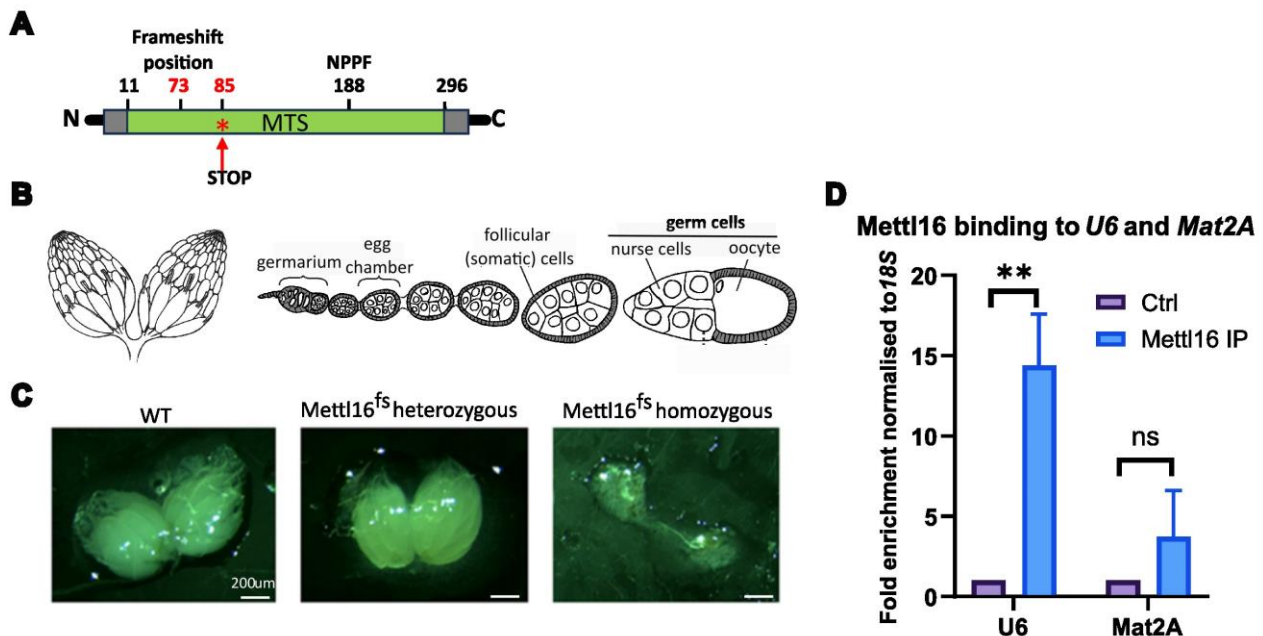 A
Frameshift
position
NPPF
11 73 85 188 296
N * MTS C
STOP
B
germarium
egg
chamber
follicular
(somatic) cells
germ cells
nurse cells oocyte
C
WT
Mettl16fs heterozygous
Mettl16fs homozygous
200um
D
Mettl16 binding to U6 and Mat2A
Fold enrichment normalised to18S
20
15
10
5
0
**
ns
Ctrl
Mettl16 IP
U6 Mat2A